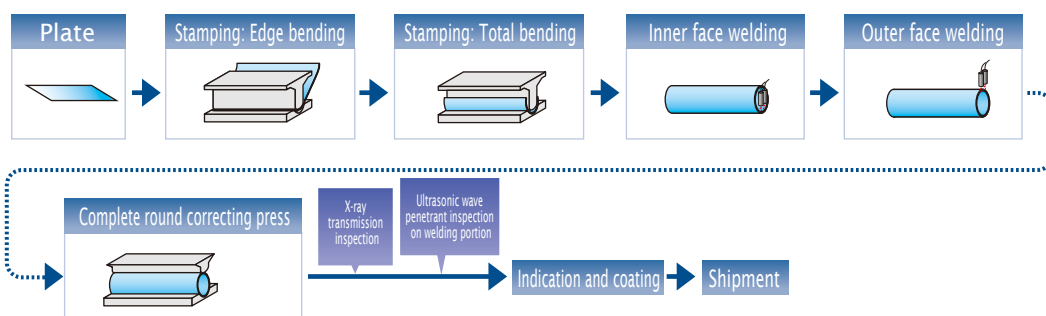 Plate
Stamping: Edge bending
Stamping: Total bending
Inner face welding
Outer face welding
Complete round correcting press
X-ray
transmission
inspection
Ultrasonic wave
penetrant inspection
on welding portion
Indication and coating
Shipment